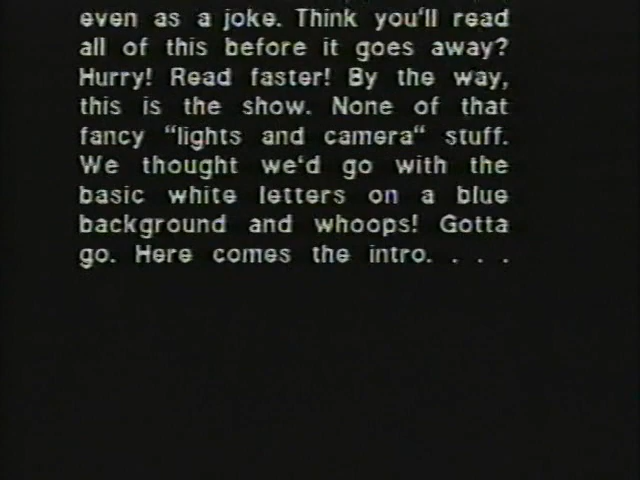 even as a joke. Think you'll read
all of this before it goes away?
Hurry! Read faster! By the way,
this is the show. None of that
fancy "lights and camera" stuff.
We thought we'd go with the
basic white letters on a blue
background and whoops! Gotta
go. Here comes the intro. . . .